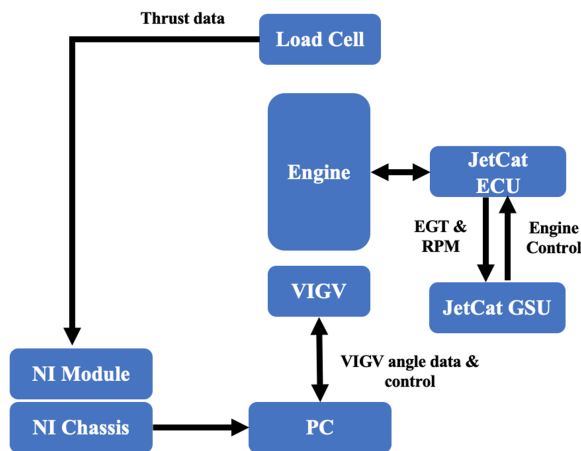 Thrust data
Load Cell
Engine
JetCat
ECU
EGT &
RPM
Engine
Control
VIGV
JetCat GSU
VIGV angle data &
control
NI Module
NI Chassis
PC